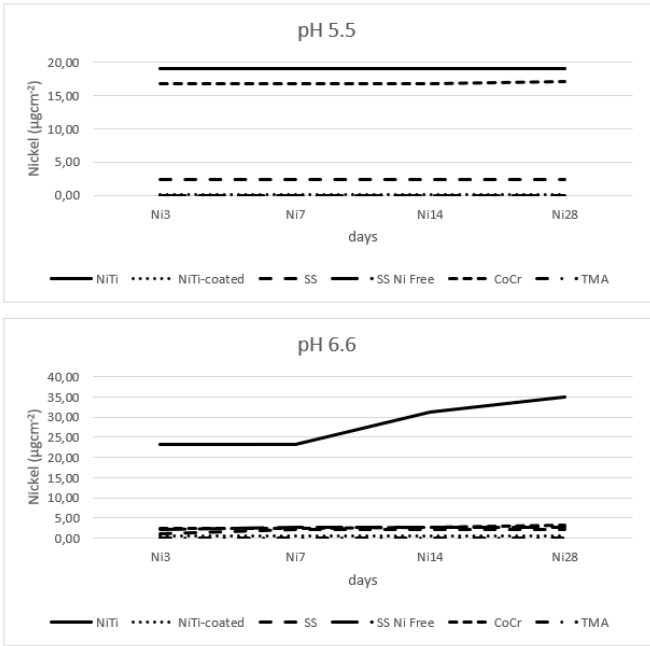 pH 5.5
20,00
15,00
10,00
5,00
0,00
Nickel (µgcm⁻²)
Ni3 Ni7 Ni14 Ni28
days
NiTi NiTi-coated SS SS Ni Free CoCr TMA
pH 6.6
40,00
35,00
30,00
25,00
20,00
15,00
10,00
5,00
0,00
Nickel (µgcm⁻²)
Ni3 Ni7 Ni14 Ni28
days
NiTi NiTi-coated SS SS Ni Free CoCr TMA